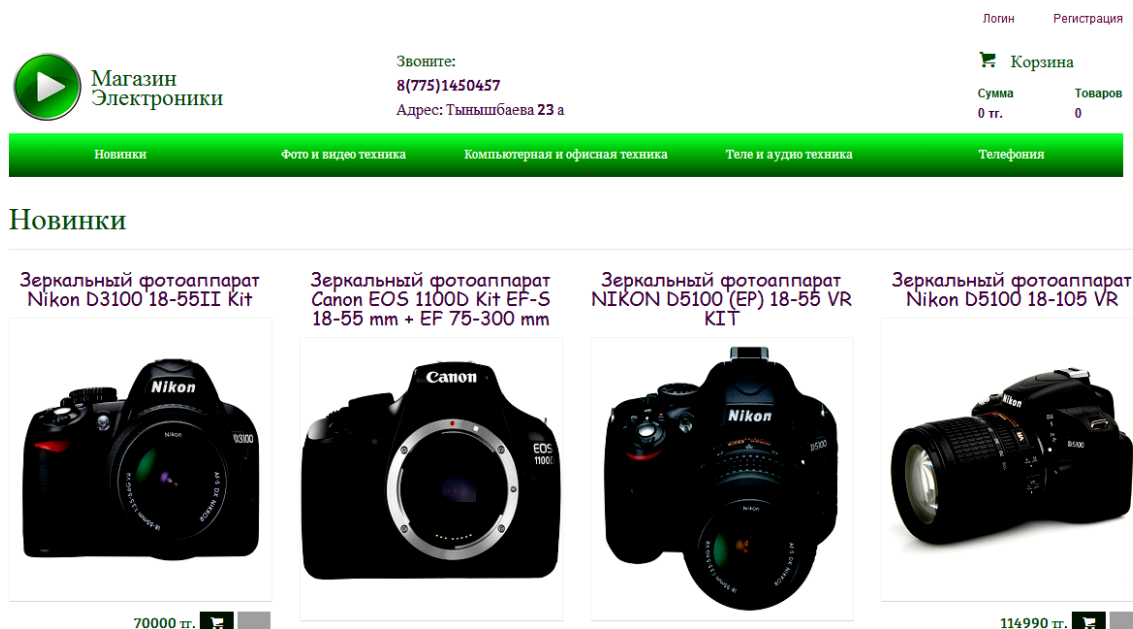 Логин Регистрация
Магазин
Электроники
Звоните:
8(775)1450457
Адрес: Тынышбаева 23 а
Корзина
Сумма Товаров
0 тг. 0
Новинки Фото и видео техника Компьютерная и офисная техника Теле и аудио техника Телефония
Новинки
Зеркальный фотоаппарат
Nikon D3100 18-55II Kit
Зеркальный фотоаппарат
Canon EOS 1100D Kit EF-S
18-55 mm + EF 75-300 mm
Зеркальный фотоаппарат
NIKON D5100 (EP) 18-55 VR
KIT
Зеркальный фотоаппарат
Nikon D5100 18-105 VR
Nikon
D3100
Nikon
Canon
EOS
1100D
Nikon
D5100
Nikon
Nikon
D5100
70000 тг.
114990 тг.